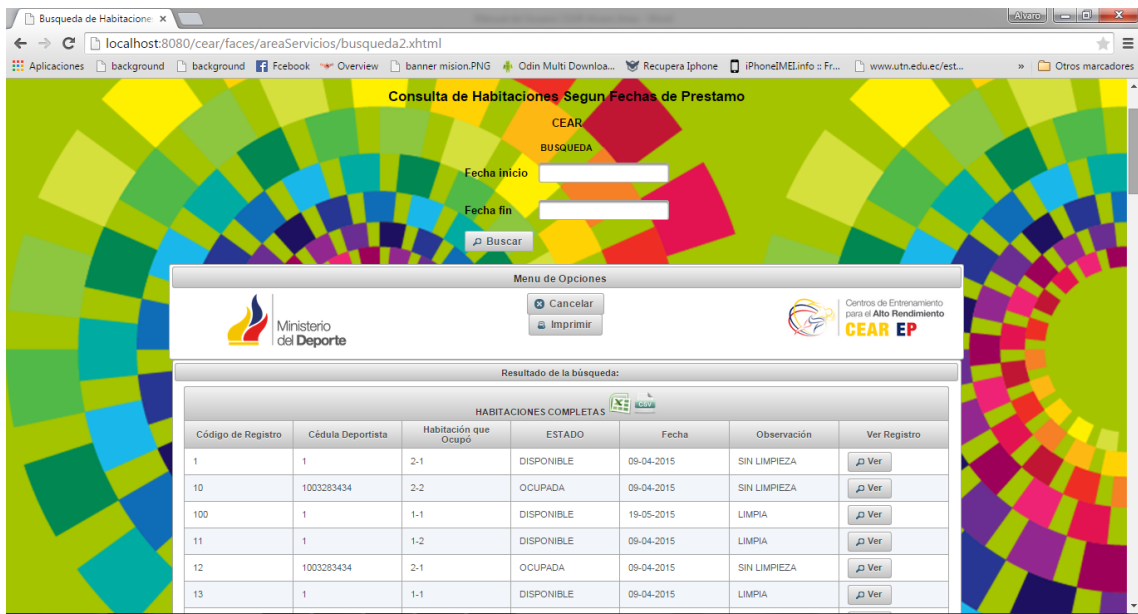 Busqueda de Habitacione
Alvaro
localhost:8080/cear/faces/areaServicios/busqueda2.xhtml
Aplicaciones background background Fcebook Overview banner mision.PNG Odin Multi Downloa... Recupera Iphone iPhoneIMEI.info :: Fr... www.utn.edu.ec/est... » Otros marcadores
Consulta de Habitaciones Segun Fechas de Prestamo
CEAR
BUSQUEDA
Fecha inicio
Fecha fin
Buscar
Menu de Opciones
Cancelar
Imprimir
Ministerio
del Deporte
Centros de Entrenamiento
para el Alto Rendimiento
CEAR EP
Resultado de la búsqueda:
HABITACIONES COMPLETAS CSV
Código de Registro Cédula Deportista Habitación que Ocupó ESTADO Fecha Observación Ver Registro
1 1 2-1 DISPONIBLE 09-04-2015 SIN LIMPIEZA Ver
10 1003283434 2-2 OCUPADA 09-04-2015 SIN LIMPIEZA Ver
100 1 1-1 DISPONIBLE 19-05-2015 LIMPIA Ver
11 1 1-2 DISPONIBLE 09-04-2015 LIMPIA Ver
12 1003283434 2-1 OCUPADA 09-04-2015 SIN LIMPIEZA Ver
13 1 1-1 DISPONIBLE 09-04-2015 LIMPIA Ver